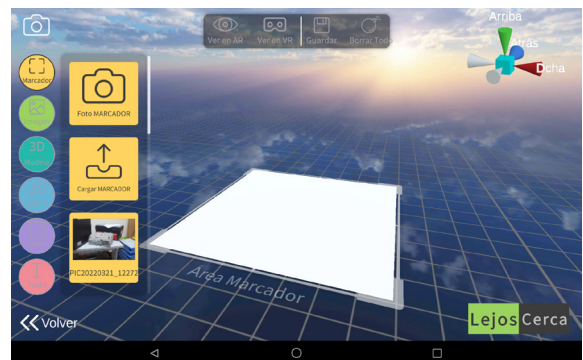 Ver en AR
Ver en VR
Guardar
Borrar Todo
Arriba
Atrás
Dcha
Marcador
Foto MARCADOR
3D
Cargar MARCADOR
PIC20220321_12272
Área Marcador
Volver
Lejos
Cerca